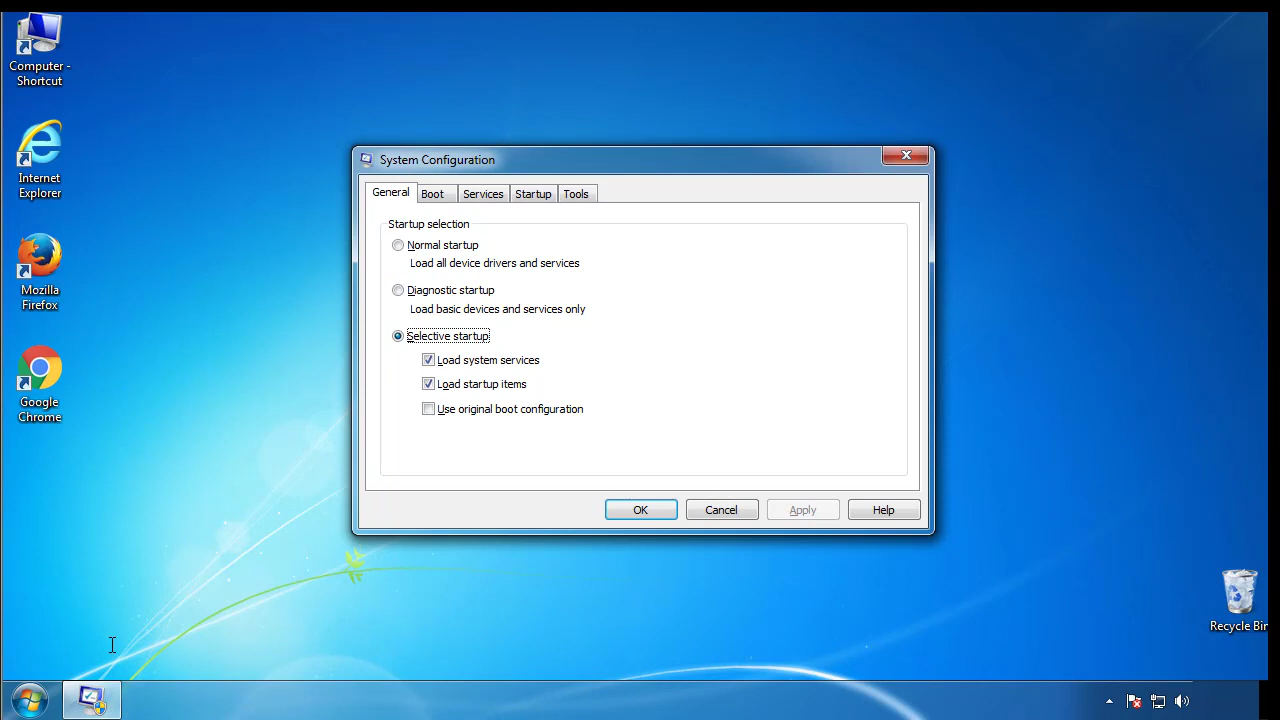 Computer -
Shortcut
Internet
Explorer
Mozilla
Firefox
Google
Chrome
System Configuration
General Boot Services Startup Tools
Startup selection
Normal startup
Load all device drivers and services
Diagnostic startup
Load basic devices and services only
Selective startup
Load system services
Load startup items
Use original boot configuration
OK Cancel Apply Help
Recycle Bin